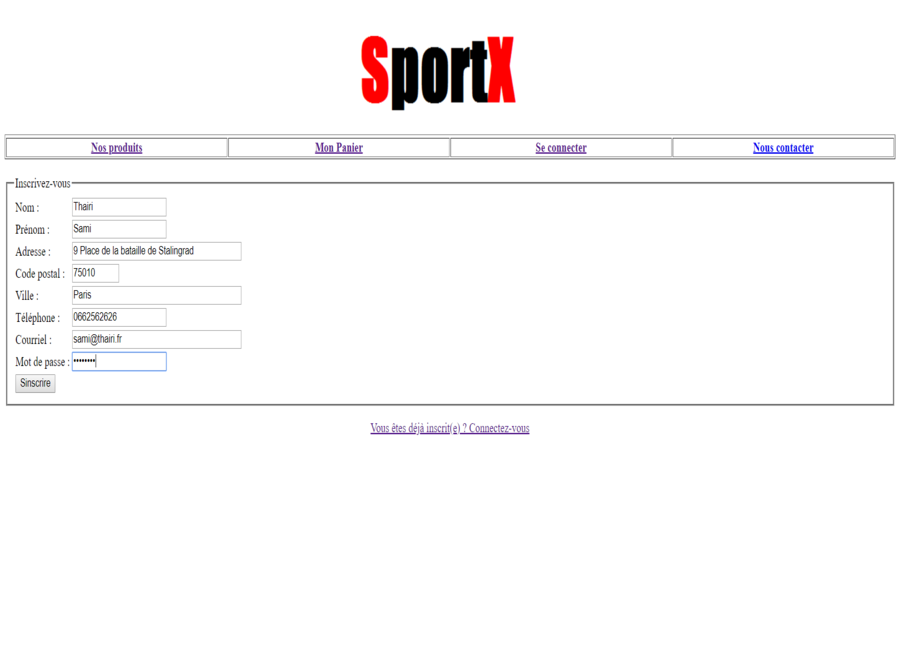 SportX
Nos produits Mon Panier Se connecter Nous contacter
Inscrivez-vous
Nom : Thairi
Prénom : Sami
Adresse : 9 Place de la bataille de Stalingrad
Code postal : 75010
Ville : Paris
Téléphone : 0662562626
Courriel : sami@thairi.fr
Mot de passe : ••••••••
Sinscrire
Vous êtes déjà inscrit(e) ? Connectez-vous